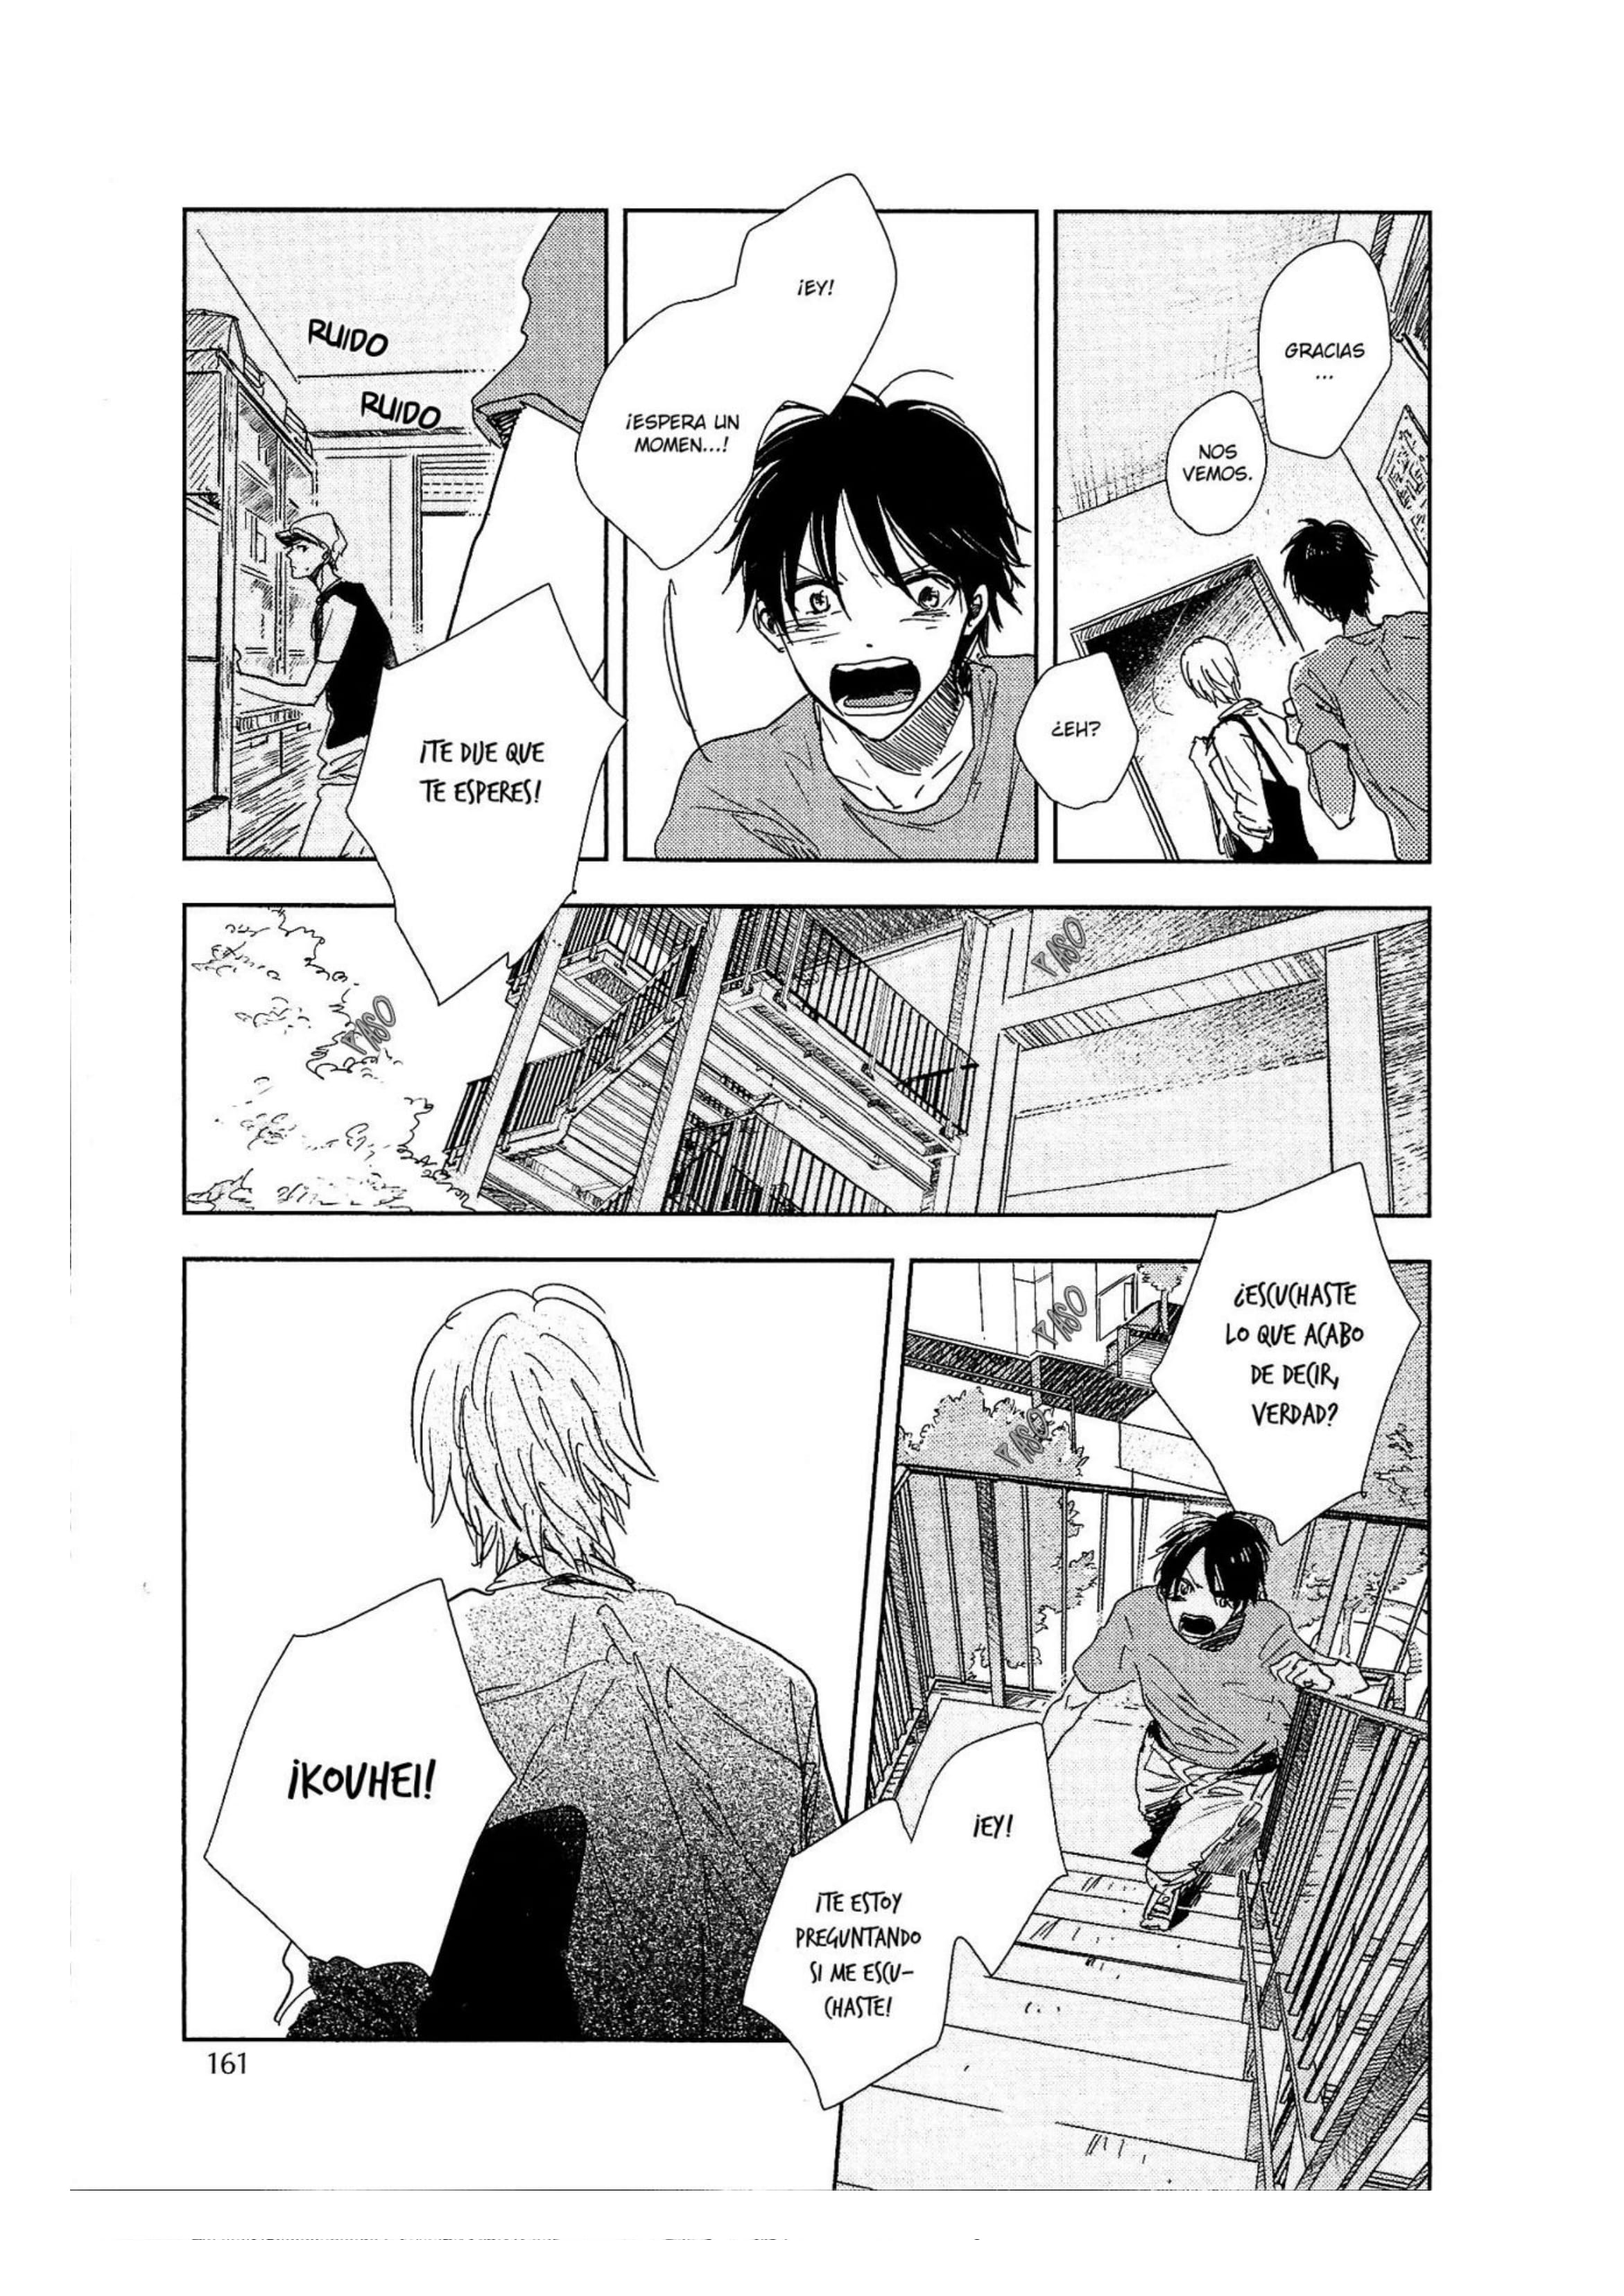 GRACIAS
...
NOS
VEMOS.
¿EH?
¡EY!
¡ESPERA UN
MOMEN...!
RUIDO
RUIDO
¡TE DIJE QUE
TE ESPERES!
PASO
PASO
¿ESCUCHASTE
LO QUE ACABO
DE DECIR,
VERDAD?
PASO
PASO
¡EY!
¡TE ESTOY
PREGUNTANDO
SI ME ESCU-
CHASTE!
¡KOUHEI!
161